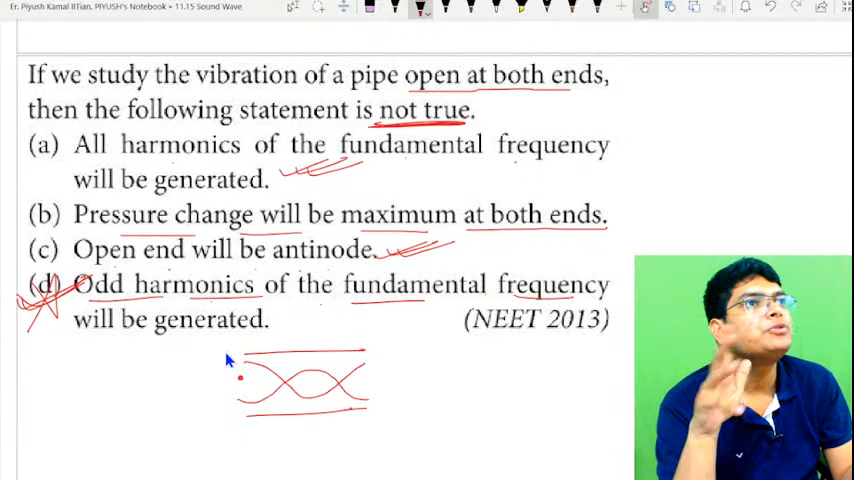 Er. Piyush Kamal IITian. PIYUSH's Notebook » 11.15 Sound Wave
If we study the vibration of a pipe open at both ends,
then the following statement is not true.
(a) All harmonics of the fundamental frequency
will be generated.
(b) Pressure change will be maximum at both ends.
(c) Open end will be antinode.
(d) Odd harmonics of the fundamental frequency
will be generated. (NEET 2013)